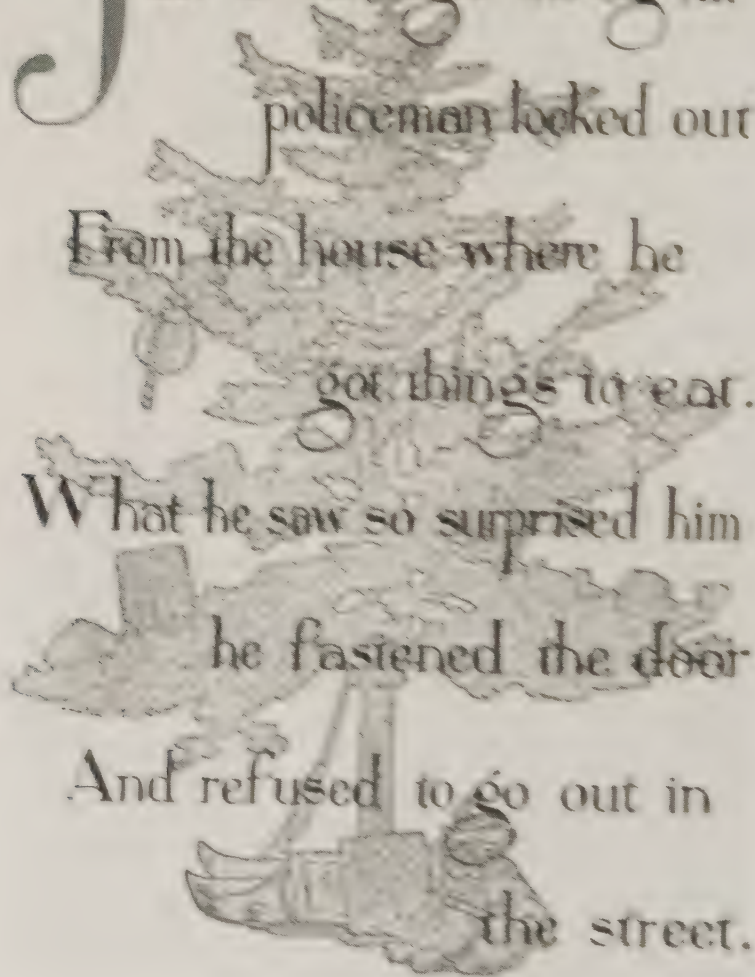 policeman looked out
From the house where he
got things to eat.
What he saw so surprised him
he fastened the door
And refused to go out in
the street.